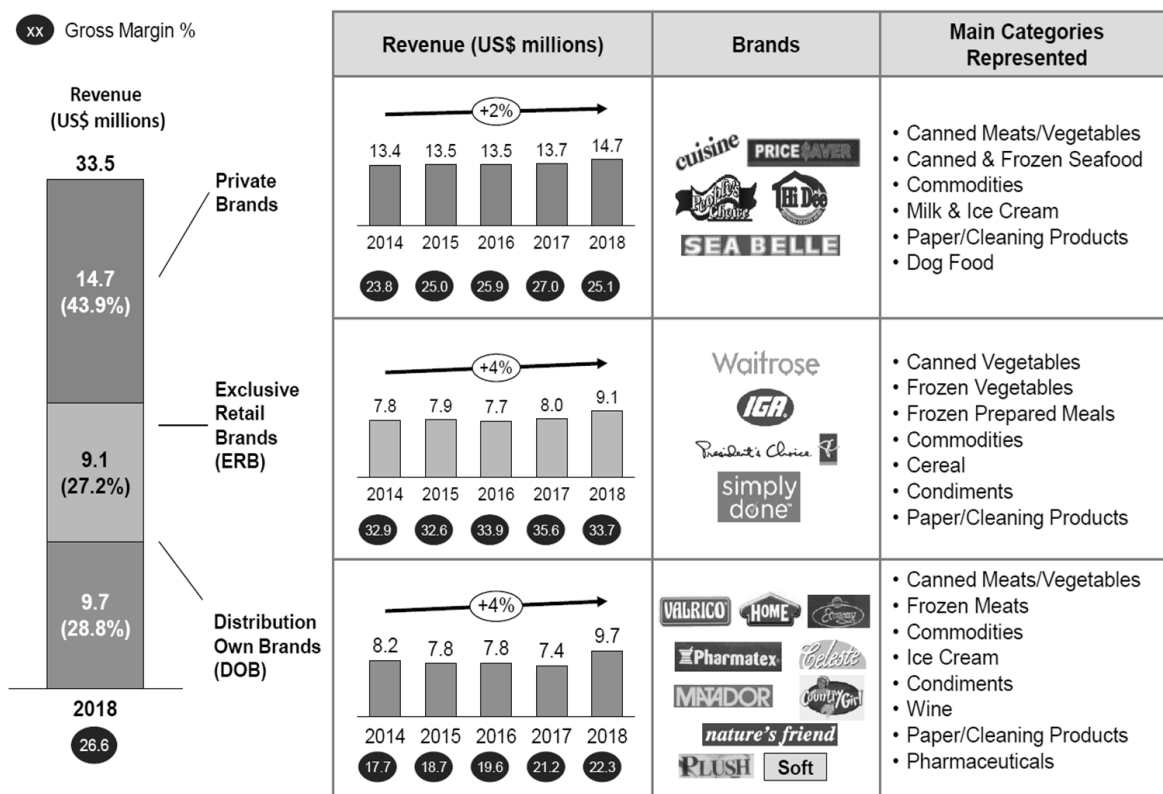 xx Gross Margin %
Revenue
(US$ millions)
33.5
14.7
(43.9%)
9.1
(27.2%)
9.7
(28.8%)
2018
26.6
Private
Brands
Exclusive
Retail
Brands
(ERB)
Distribution
Own Brands
(DOB)
Revenue (US$ millions)
Brands
Main Categories
Represented
+2%
13.4 13.5 13.5 13.7 14.7
2014 2015 2016 2017 2018
23.8 25.0 25.9 27.0 25.1
cuisine
PRICE $AVER
People's
Choice
Hi Dee
SEA BELLE
• Canned Meats/Vegetables
• Canned & Frozen Seafood
• Commodities
• Milk & Ice Cream
• Paper/Cleaning Products
• Dog Food
+4%
7.8 7.9 7.7 8.0 9.1
2014 2015 2016 2017 2018
32.9 32.6 33.9 35.6 33.7
Waitrose
IGA
President's Choice PC
simply
done™
• Canned Vegetables
• Frozen Vegetables
• Frozen Prepared Meals
• Commodities
• Cereal
• Condiments
• Paper/Cleaning Products
+4%
8.2 7.8 7.8 7.4 9.7
2014 2015 2016 2017 2018
17.7 18.7 19.6 21.2 22.3
VALRICO
HOME
Economy
Pharmatex
Celeste
MATADOR
Country Girl
nature's friend
PLUSH
Soft
• Canned Meats/Vegetables
• Frozen Meats
• Commodities
• Ice Cream
• Condiments
• Wine
• Paper/Cleaning Products
• Pharmaceuticals